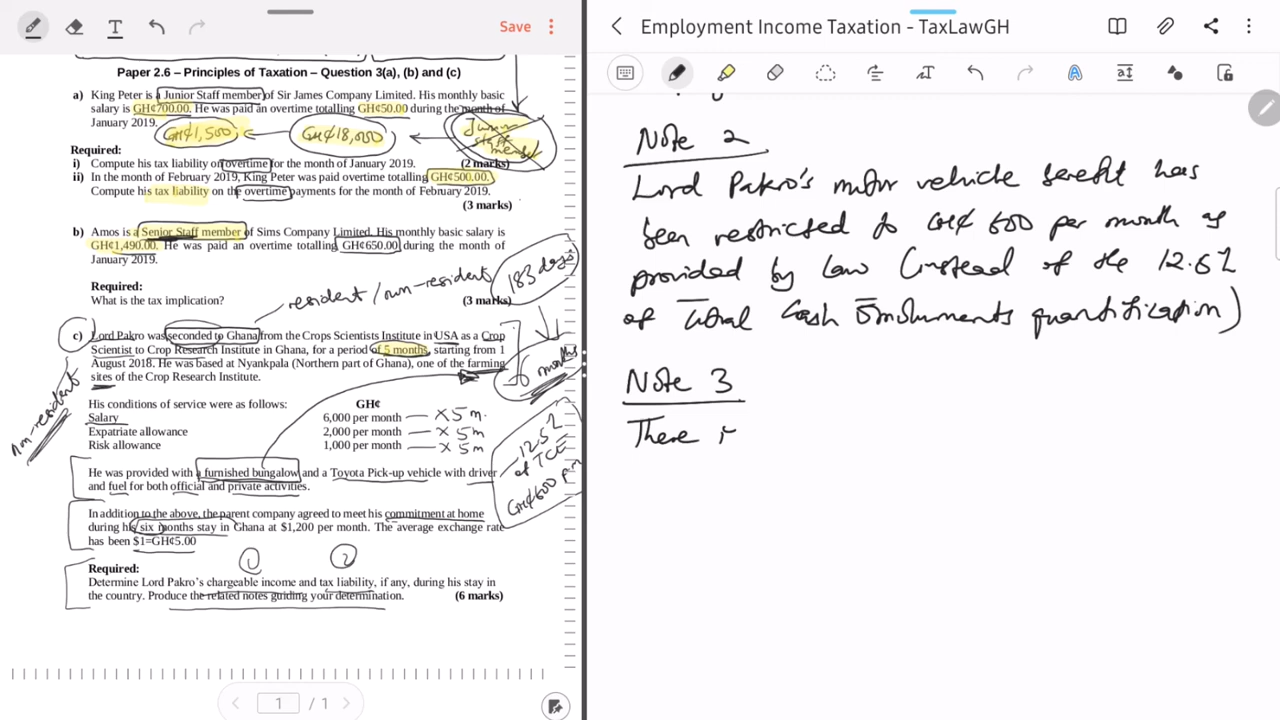 Save
Employment Income Taxation - TaxLawGH
Paper 2.6 – Principles of Taxation – Question 3(a), (b) and (c)
a) King Peter is a Junior Staff member of Sir James Company Limited. His monthly basic
salary is GH¢700.00. He was paid an overtime totalling GH¢50.00 during the month of
January 2019.
GH¢1,500
GH¢18,000
Junior
staff
member
Required:
i) Compute his tax liability on overtime for the month of January 2019. (2 marks)
ii) In the month of February 2019, King Peter was paid overtime totalling GH¢500.00.
Compute his tax liability on the overtime payments for the month of February 2019.
(3 marks)
b) Amos is a Senior Staff member of Sims Company Limited. His monthly basic salary is
GH¢1,490.00. He was paid an overtime totalling GH¢650.00 during the month of
January 2019.
Required:
What is the tax implication? (3 marks)
resident / non-resident
183 days
c) Lord Pakro was seconded to Ghana from the Crops Scientists Institute in USA as a Crop
Scientist to Crop Research Institute in Ghana, for a period of 5 months, starting from 1
August 2018. He was based at Nyankpala (Northern part of Ghana), one of the farming
sites of the Crop Research Institute.
6 months
non-resident
His conditions of service were as follows: GH¢
Salary 6,000 per month — X 5 m.
Expatriate allowance 2,000 per month — X 5 m
Risk allowance 1,000 per month — X 5 m
He was provided with a furnished bungalow and a Toyota Pick-up vehicle with driver
and fuel for both official and private activities.
12.5%
of TCE
GH¢600 pm
In addition to the above, the parent company agreed to meet his commitment at home
during his six months stay in Ghana at $1,200 per month. The average exchange rate
has been $1=GH¢5.00
1 2
Required:
Determine Lord Pakro's chargeable income and tax liability, if any, during his stay in
the country. Produce the related notes guiding your determination. (6 marks)
1 / 1
Note 2
Lord Pakro's motor vehicle benefit has
been restricted to GH¢ 600 per month as
provided by law (instead of the 12.5%
of Total Cash Emoluments quantification)
Note 3
There